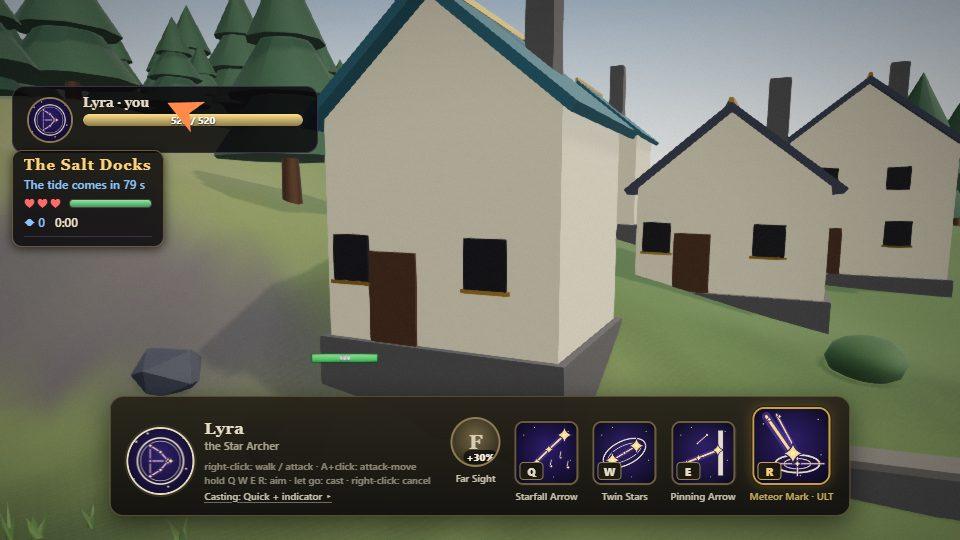 Lyra - you
The Salt Docks
The tide comes in 79 s
0 0:00
Lyra
the Star Archer
right-click: walk / attack · A+click: attack-move
hold Q W E R: aim · let go: cast · right-click: cancel
Casting: Quick + indicator
F
+30%
Far Sight
Q
Starfall Arrow
W
Twin Stars
E
Pinning Arrow
R
Meteor Mark · ULT